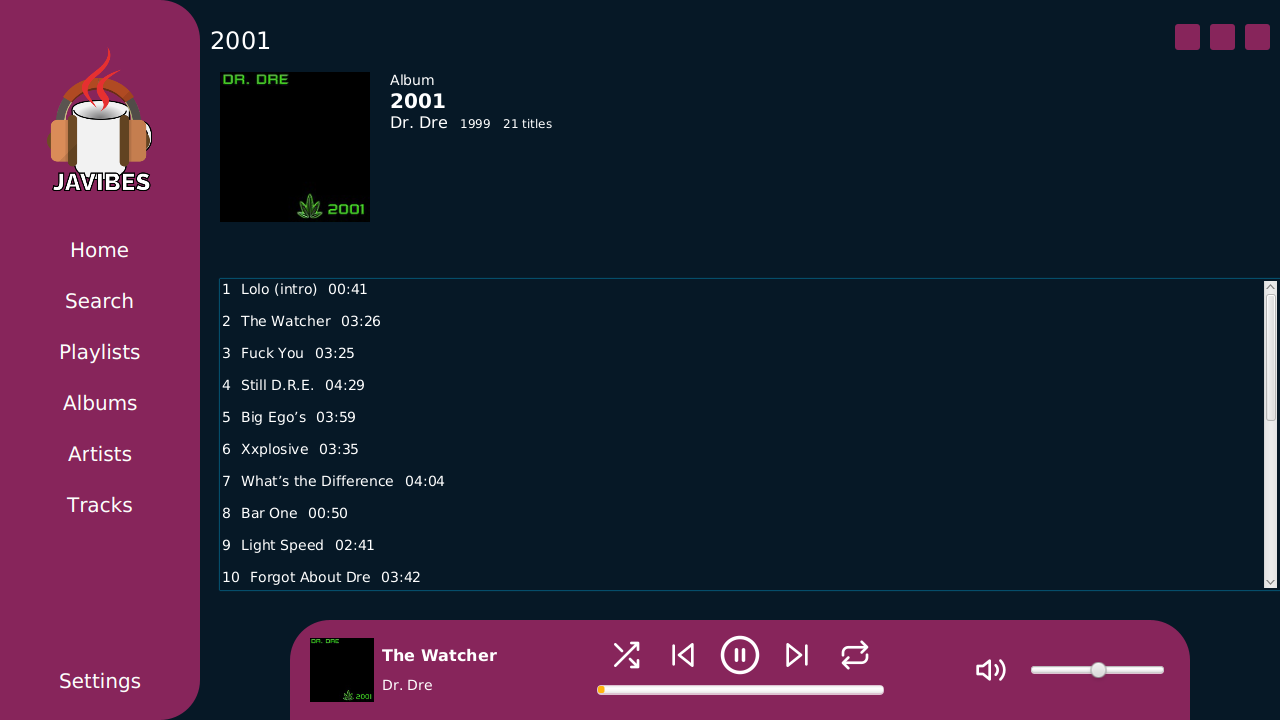 JAVIBES
Home
Search
Playlists
Albums
Artists
Tracks
Settings
2001
DR. DRE
2001
Album
2001
Dr. Dre 1999 21 titles
1 Lolo (intro) 00:41
2 The Watcher 03:26
3 Fuck You 03:25
4 Still D.R.E. 04:29
5 Big Ego’s 03:59
6 Xxplosive 03:35
7 What’s the Difference 04:04
8 Bar One 00:50
9 Light Speed 02:41
10 Forgot About Dre 03:42
DR. DRE
2001
The Watcher
Dr. Dre